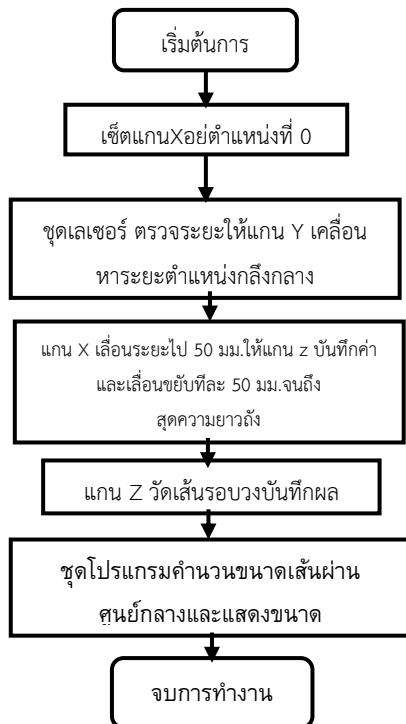 เริ่มต้นการ
เซ็ตแกนXอย่ตำแหน่งที่ 0
ชุดเลเซอร์ ตรวจระยะให้แกน Y เคลื่อน
หาระยะตำแหน่งกลึงกลาง
แกน X เลื่อนระยะไป 50 มม.ให้แกน z บันทึกค่า
และเลื่อนขยับทีละ 50 มม.จนถึง
สุดความยาวถัง
แกน Z วัดเส้นรอบวงบันทึกผล
ชุดโปรแกรมคำนวนขนาดเส้นผ่าน
ศูนย์กลางและแสดงขนาด
จบการทำงาน